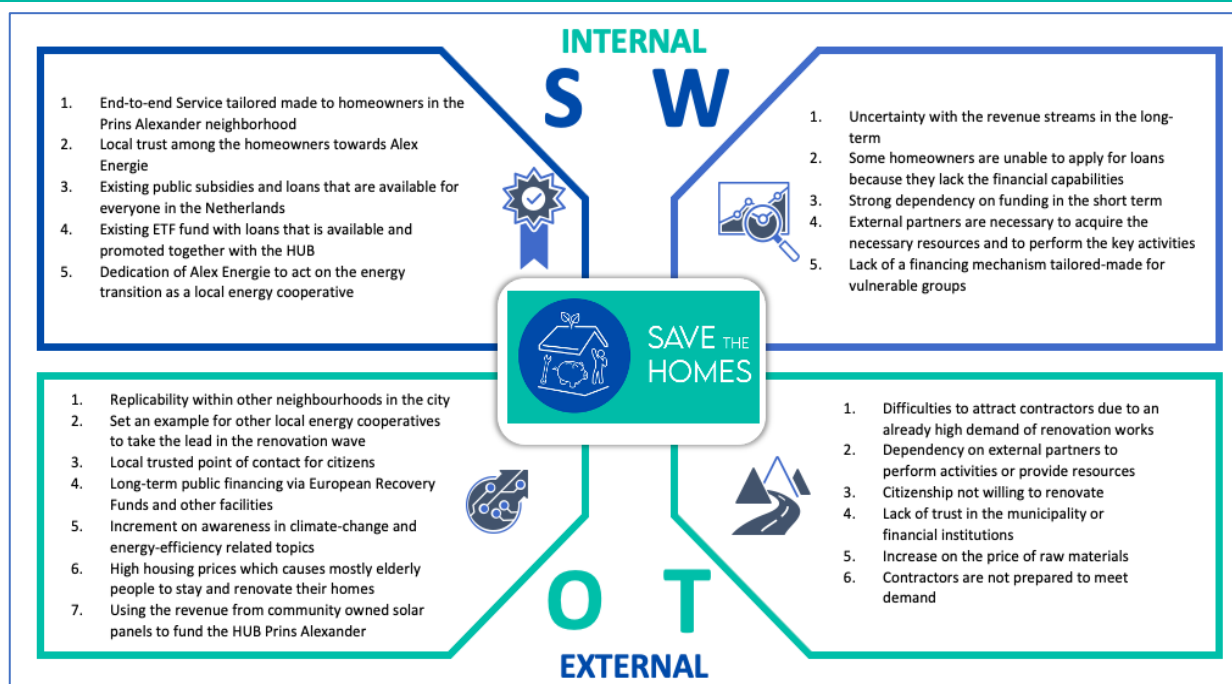 INTERNAL
S W
1. End-to-end Service tailored made to homeowners in the
Prins Alexander neighborhood
2. Local trust among the homeowners towards Alex
Energie
3. Existing public subsidies and loans that are available for
everyone in the Netherlands
4. Existing ETF fund with loans that is available and
promoted together with the HUB
5. Dedication of Alex Energie to act on the energy
transition as a local energy cooperative
1. Uncertainty with the revenue streams in the long-
term
2. Some homeowners are unable to apply for loans
because they lack the financial capabilities
3. Strong dependency on funding in the short term
4. External partners are necessary to acquire the
necessary resources and to perform the key activities
5. Lack of a financing mechanism tailored-made for
vulnerable groups
SAVE THE
HOMES
1. Replicability within other neighbourhoods in the city
2. Set an example for other local energy cooperatives
to take the lead in the renovation wave
3. Local trusted point of contact for citizens
4. Long-term public financing via European Recovery
Funds and other facilities
5. Increment on awareness in climate-change and
energy-efficiency related topics
6. High housing prices which causes mostly elderly
people to stay and renovate their homes
7. Using the revenue from community owned solar
panels to fund the HUB Prins Alexander
1. Difficulties to attract contractors due to an
already high demand of renovation works
2. Dependency on external partners to
perform activities or provide resources
3. Citizenship not willing to renovate
4. Lack of trust in the municipality or
financial institutions
5. Increase on the price of raw materials
6. Contractors are not prepared to meet
demand
O T
EXTERNAL